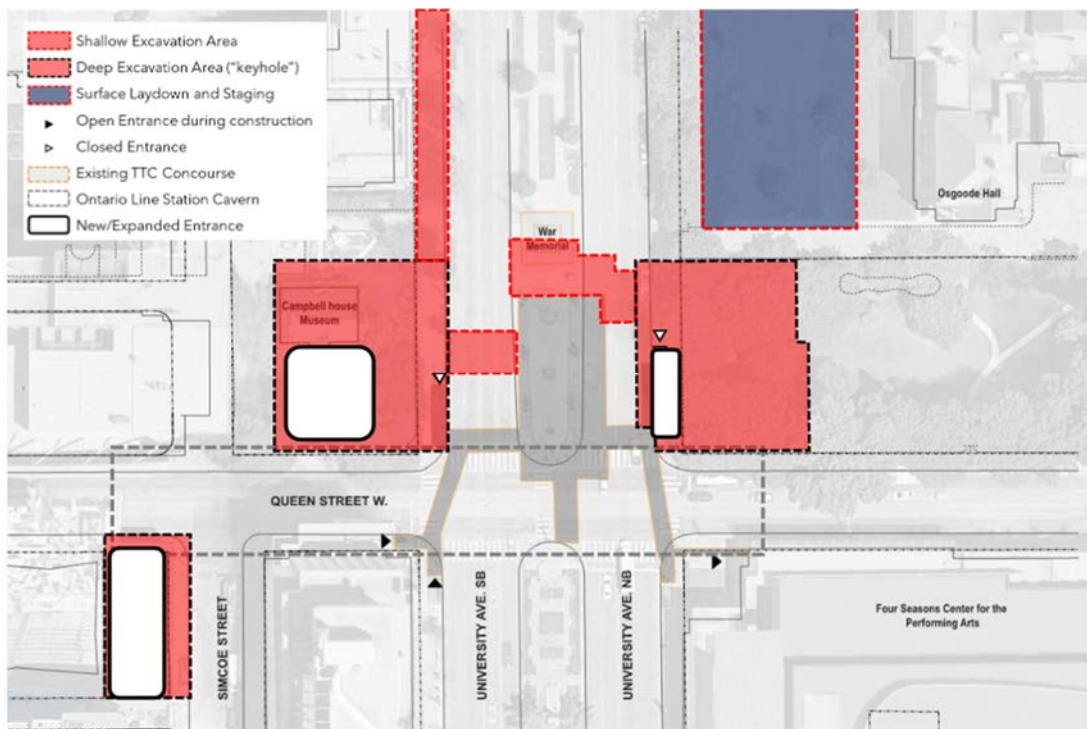 Shallow Excavation Area
Deep Excavation Area ("keyhole")
Surface Laydown and Staging
Open Entrance during construction
Closed Entrance
Existing TTC Concourse
Ontario Line Station Cavern
New/Expanded Entrance
Osgoode Hall
War
Memorial
Campbell house
Museum
QUEEN STREET W.
SIMCOE STREET
UNIVERSITY AVE. SB
UNIVERSITY AVE. NB
Four Seasons Center for the
Performing Arts